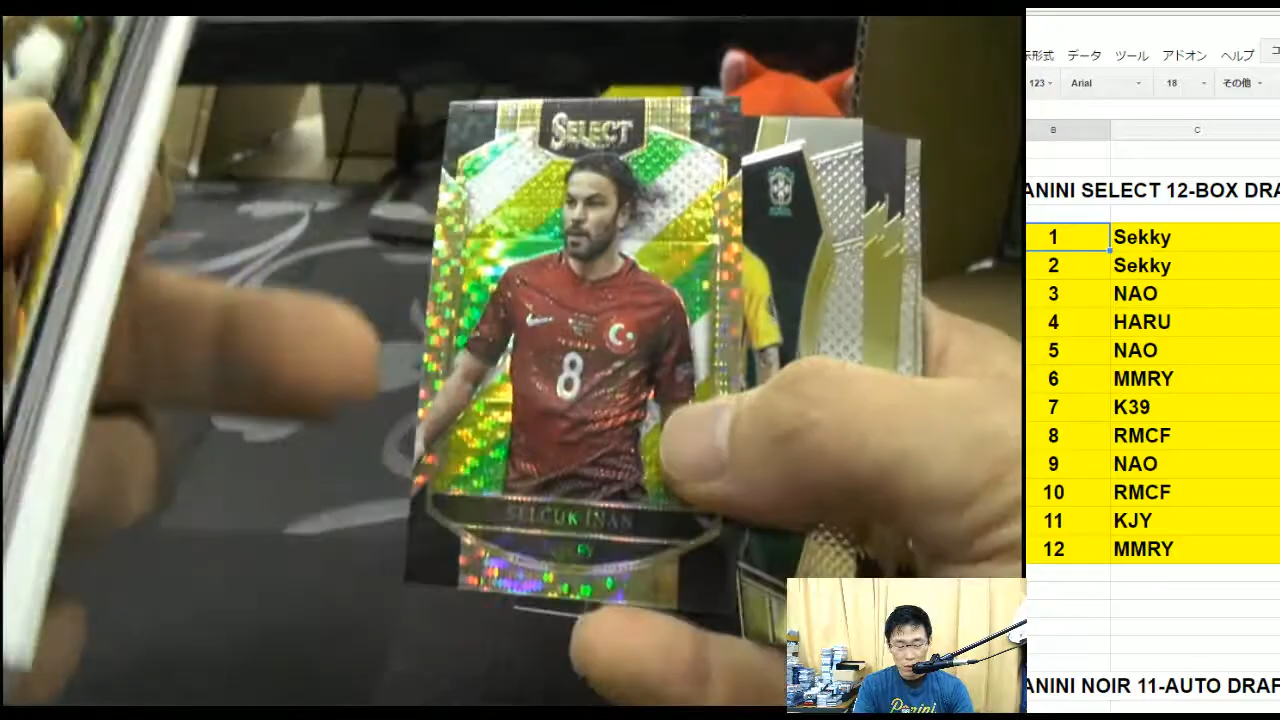 SELECT
8
SELCUK INAN
示形式 データ ツール アドオン ヘルプ
123 Arial 18 その他
B C
ANINI SELECT 12-BOX DRA
1 Sekky
2 Sekky
3 NAO
4 HARU
5 NAO
6 MMRY
7 K39
8 RMCF
9 NAO
10 RMCF
11 KJY
12 MMRY
ANINI NOIR 11-AUTO DRAF
Panini